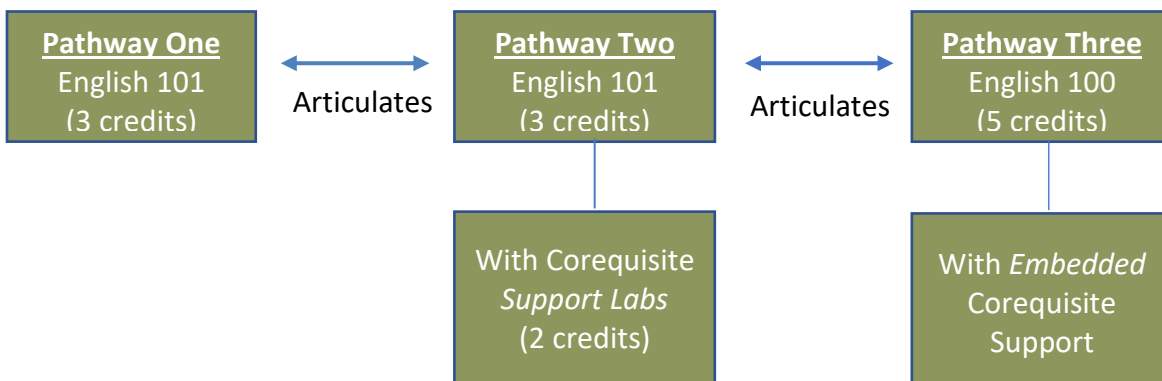 Pathway One
English 101
(3 credits)
Articulates
Pathway Two
English 101
(3 credits)
Articulates
Pathway Three
English 100
(5 credits)
With Corequisite
Support Labs
(2 credits)
With Embedded
Corequisite
Support